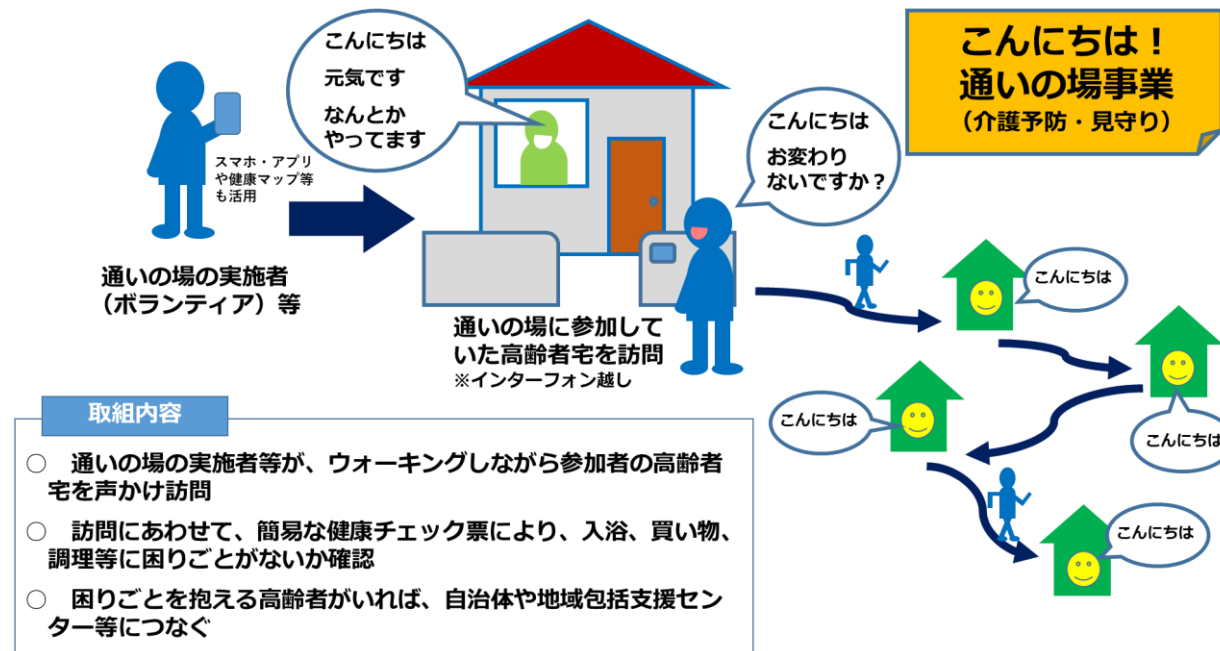 こんにちは！
通いの場事業
（介護予防・見守り）
こんにちは
元気です
なんとか
やってます
スマホ・アプリ
や健康マップ等
も活用
通いの場の実施者
（ボランティア）等
こんにちは
お変わり
ないですか？
通いの場に参加して
いた高齢者宅を訪問
※インターフォン越し
こんにちは
こんにちは
こんにちは
こんにちは
取組内容
○　通いの場の実施者等が、ウォーキングしながら参加者の高齢者
宅を声かけ訪問
○　訪問にあわせて、簡易な健康チェック票により、入浴、買い物、
調理等に困りごとがないか確認
○　困りごとを抱える高齢者がいれば、自治体や地域包括支援セン
ター等につなぐ